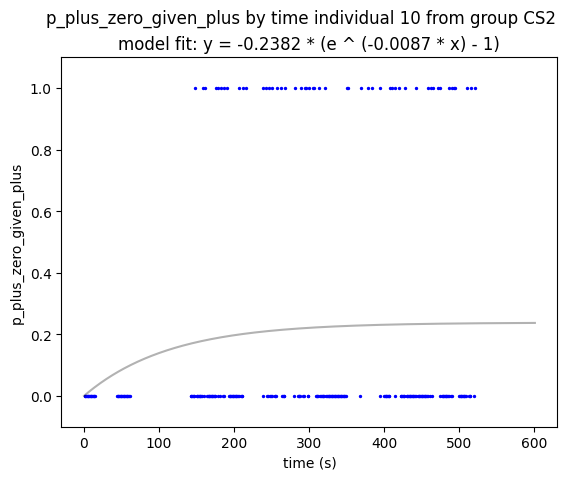 p_plus_zero_given_plus by time individual 10 from group CS2
model fit: y = -0.2382 * (e ^ (-0.0087 * x) - 1)
1.0
0.8
0.6
0.4
0.2
0.0
p_plus_zero_given_plus
0 100 200 300 400 500 600
time (s)